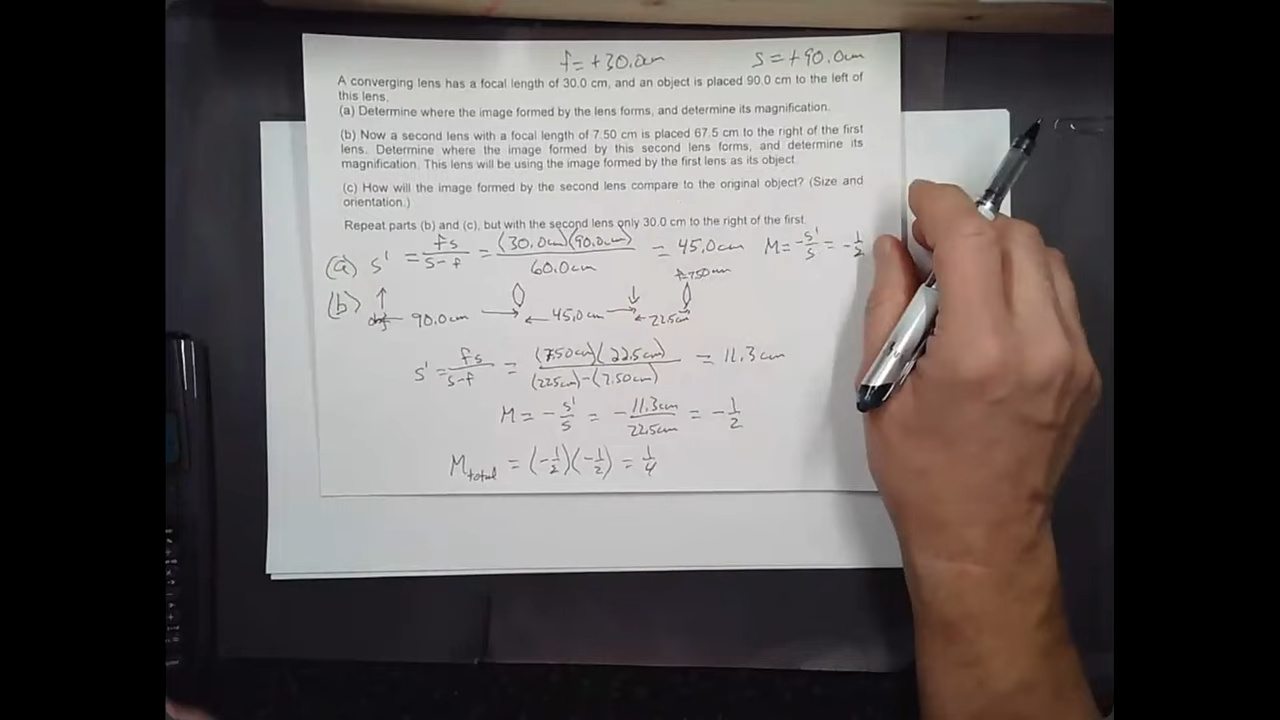 f = +30.0cm s = +90.0cm
A converging lens has a focal length of 30.0 cm, and an object is placed 90.0 cm to the left of
this lens.
(a) Determine where the image formed by the lens forms, and determine its magnification.
(b) Now a second lens with a focal length of 7.50 cm is placed 67.5 cm to the right of the first
lens. Determine where the image formed by this second lens forms, and determine its
magnification. This lens will be using the image formed by the first lens as its object.
(c) How will the image formed by the second lens compare to the original object? (Size and
orientation.)
Repeat parts (b) and (c), but with the second lens only 30.0 cm to the right of the first.
(a) s' = fs/s-f = (30.0cm)(90.0cm)/60.0cm = 45.0cm M = -s'/s = -1/2
(b) obj 90.0cm 45.0cm 22.5cm
s' = fs/s-f = (7.50cm)(22.5cm)/(22.5cm)-(7.50cm) = 11.3cm
M = - s'/s = - 11.3cm/22.5cm = - 1/2
M total = (-1/2)(-1/2) = 1/4